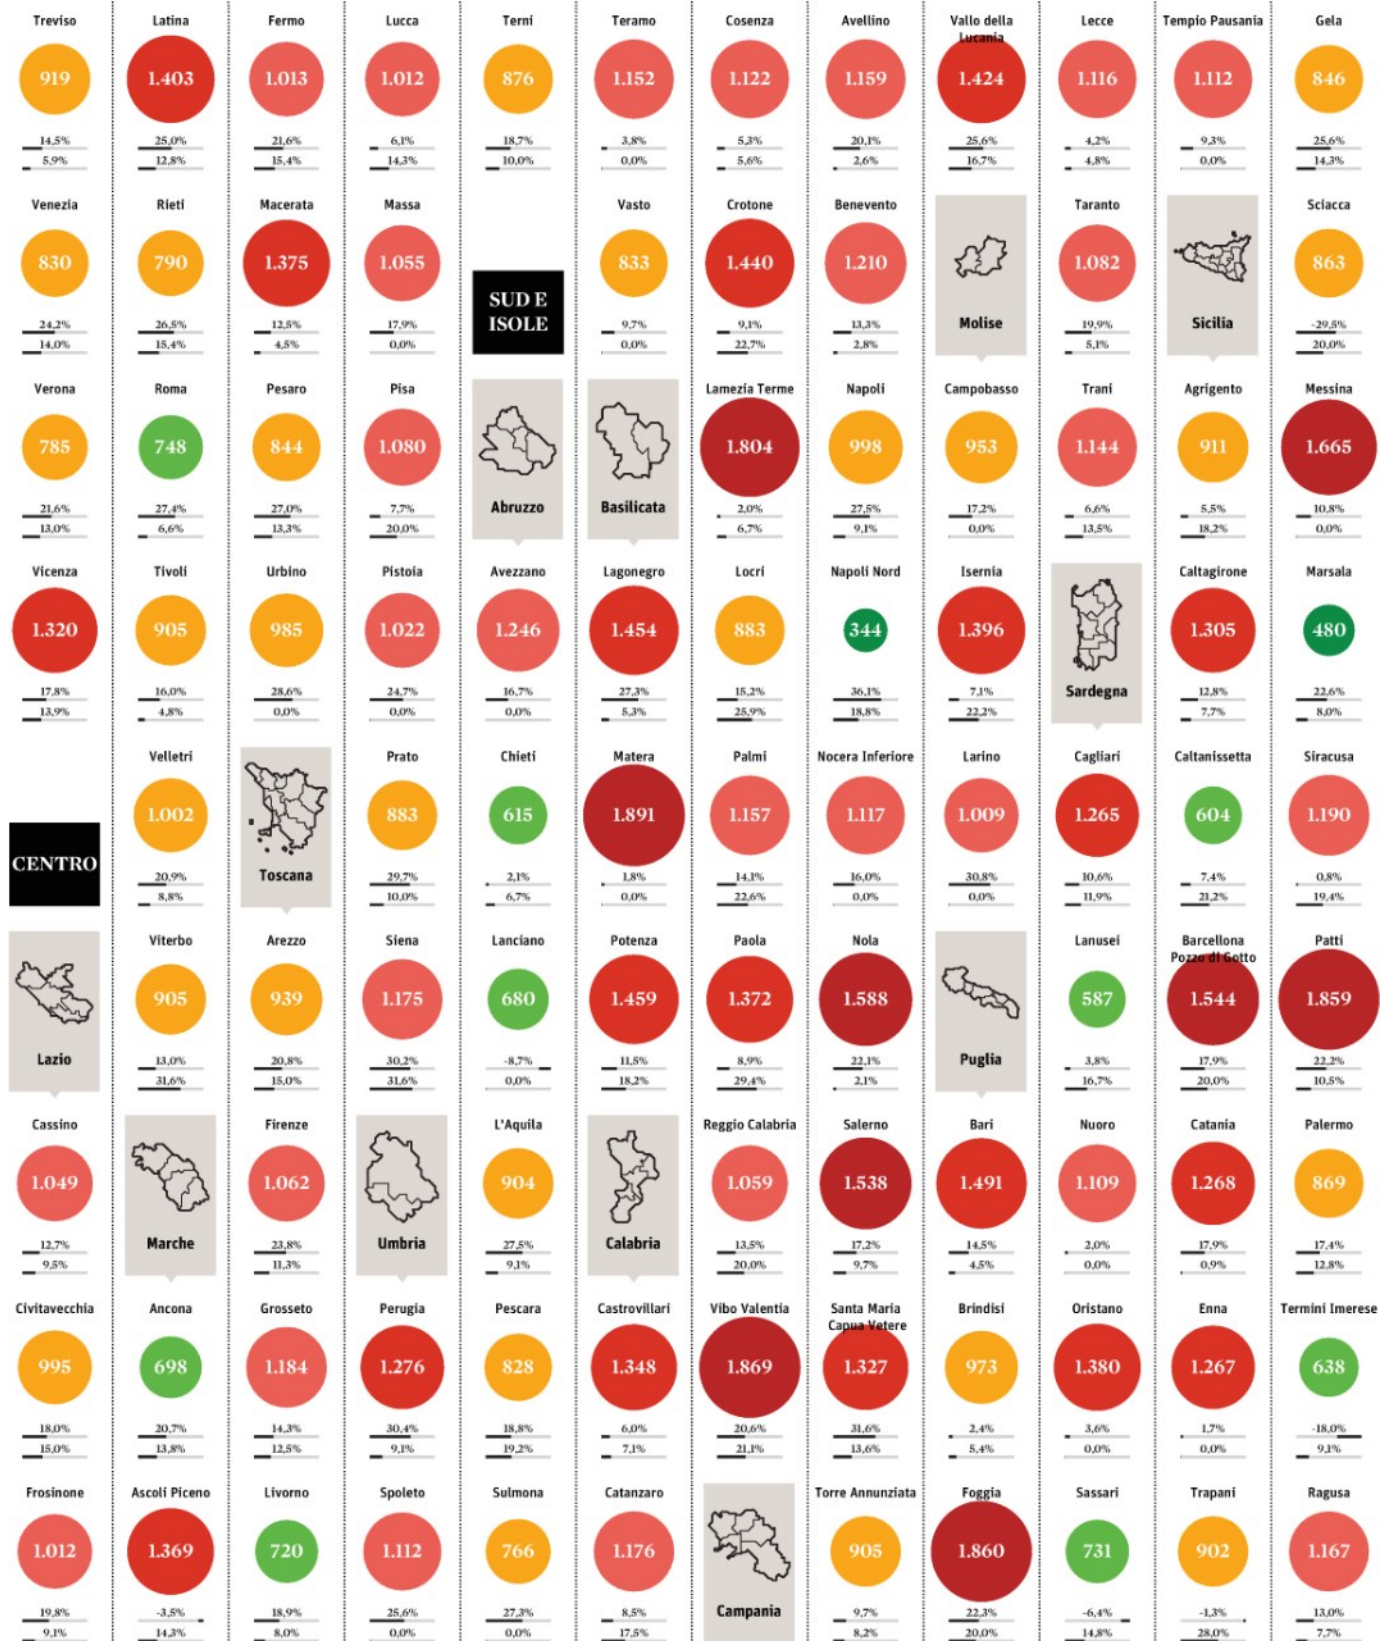 Treviso
919
14,5%
5,9%
Venezia
830
24,2%
14,0%
Verona
785
21,6%
13,0%
Vicenza
1.320
17,8%
13,9%
CENTRO
Lazio
Cassino
1.049
12,7%
9,5%
Civitavecchia
995
18,0%
15,0%
Frosinone
1.012
19,8%
9,1%
Latina
1.403
25,0%
12,8%
Rieti
790
26,5%
15,4%
Roma
748
27,4%
6,6%
Tivoli
905
16,0%
4,8%
Velletri
1.002
20,9%
8,8%
Viterbo
905
13,0%
31,6%
Marche
Ancona
698
20,7%
13,8%
Ascoli Piceno
1.369
-3,5%
14,3%
Fermo
1.013
21,6%
15,4%
Macerata
1.375
12,5%
4,5%
Pesaro
844
27,0%
13,3%
Urbino
985
28,6%
0,0%
Toscana
Arezzo
939
20,8%
15,0%
Firenze
1.062
23,8%
11,3%
Grosseto
1.184
14,3%
12,5%
Livorno
720
18,9%
8,0%
Lucca
1.012
6,1%
14,3%
Massa
1.055
17,9%
0,0%
Pisa
1.080
7,7%
20,0%
Pistoia
1.022
24,7%
0,0%
Prato
883
29,7%
10,0%
Siena
1.175
30,2%
31,6%
Umbria
Perugia
1.276
30,4%
9,1%
Spoleto
1.112
25,6%
0,0%
Terni
876
18,7%
10,0%
SUD E
ISOLE
Abruzzo
Avezzano
1.246
16,7%
0,0%
Chieti
615
2,1%
6,7%
Lanciano
680
-8,7%
0,0%
L'Aquila
904
27,5%
9,1%
Pescara
828
18,8%
19,2%
Sulmona
766
27,3%
0,0%
Teramo
1.152
3,8%
0,0%
Vasto
833
9,7%
0,0%
Basilicata
Lagonegro
1.454
27,3%
5,3%
Matera
1.891
1,8%
0,0%
Potenza
1.459
11,5%
18,2%
Calabria
Castrovillari
1.348
6,0%
7,1%
Catanzaro
1.176
8,5%
17,5%
Cosenza
1.122
5,3%
5,6%
Crotone
1.440
9,1%
22,7%
Lamezia Terme
1.804
2,0%
6,7%
Locri
883
15,2%
25,9%
Palmi
1.157
14,1%
22,6%
Paola
1.372
8,9%
29,4%
Reggio Calabria
1.059
13,5%
20,0%
Vibo Valentia
1.869
20,6%
21,1%
Campania
Avellino
1.159
20,1%
2,6%
Benevento
1.210
13,3%
2,8%
Napoli
998
27,5%
9,1%
Napoli Nord
344
36,1%
18,8%
Nocera Inferiore
1.117
16,0%
0,0%
Nola
1.588
22,1%
2,1%
Salerno
1.538
17,2%
9,7%
Santa Maria
Capua Vetere
1.327
31,6%
13,6%
Torre Annunziata
905
9,7%
8,2%
Vallo della
Lucania
1.424
25,6%
16,7%
Molise
Campobasso
953
17,2%
0,0%
Isernia
1.396
7,1%
22,2%
Larino
1.009
30,8%
0,0%
Puglia
Bari
1.491
14,5%
4,5%
Brindisi
973
2,4%
5,4%
Foggia
1.860
22,3%
20,0%
Lecce
1.116
4,2%
4,8%
Taranto
1.082
19,9%
5,1%
Trani
1.144
6,6%
13,5%
Sardegna
Cagliari
1.265
10,6%
11,9%
Lanusei
587
3,8%
16,7%
Nuoro
1.109
2,0%
0,0%
Oristano
1.380
3,6%
0,0%
Sassari
731
-6,4%
14,8%
Tempio Pausania
1.112
9,3%
0,0%
Sicilia
Agrigento
911
5,5%
18,2%
Caltagirone
1.305
12,8%
7,7%
Caltanissetta
604
7,4%
21,2%
Barcellona
Pozzo di Gotto
1.544
17,9%
20,0%
Catania
1.268
17,9%
0,9%
Enna
1.267
1,7%
0,0%
Trapani
902
-1,3%
28,0%
Gela
846
25,6%
14,3%
Sciacca
863
-29,5%
20,0%
Messina
1.665
10,8%
0,0%
Marsala
480
22,6%
8,0%
Siracusa
1.190
0,8%
19,4%
Patti
1.859
22,2%
10,5%
Palermo
869
17,4%
12,8%
Termini Imerese
638
-18,0%
9,1%
Ragusa
1.167
13,0%
7,7%